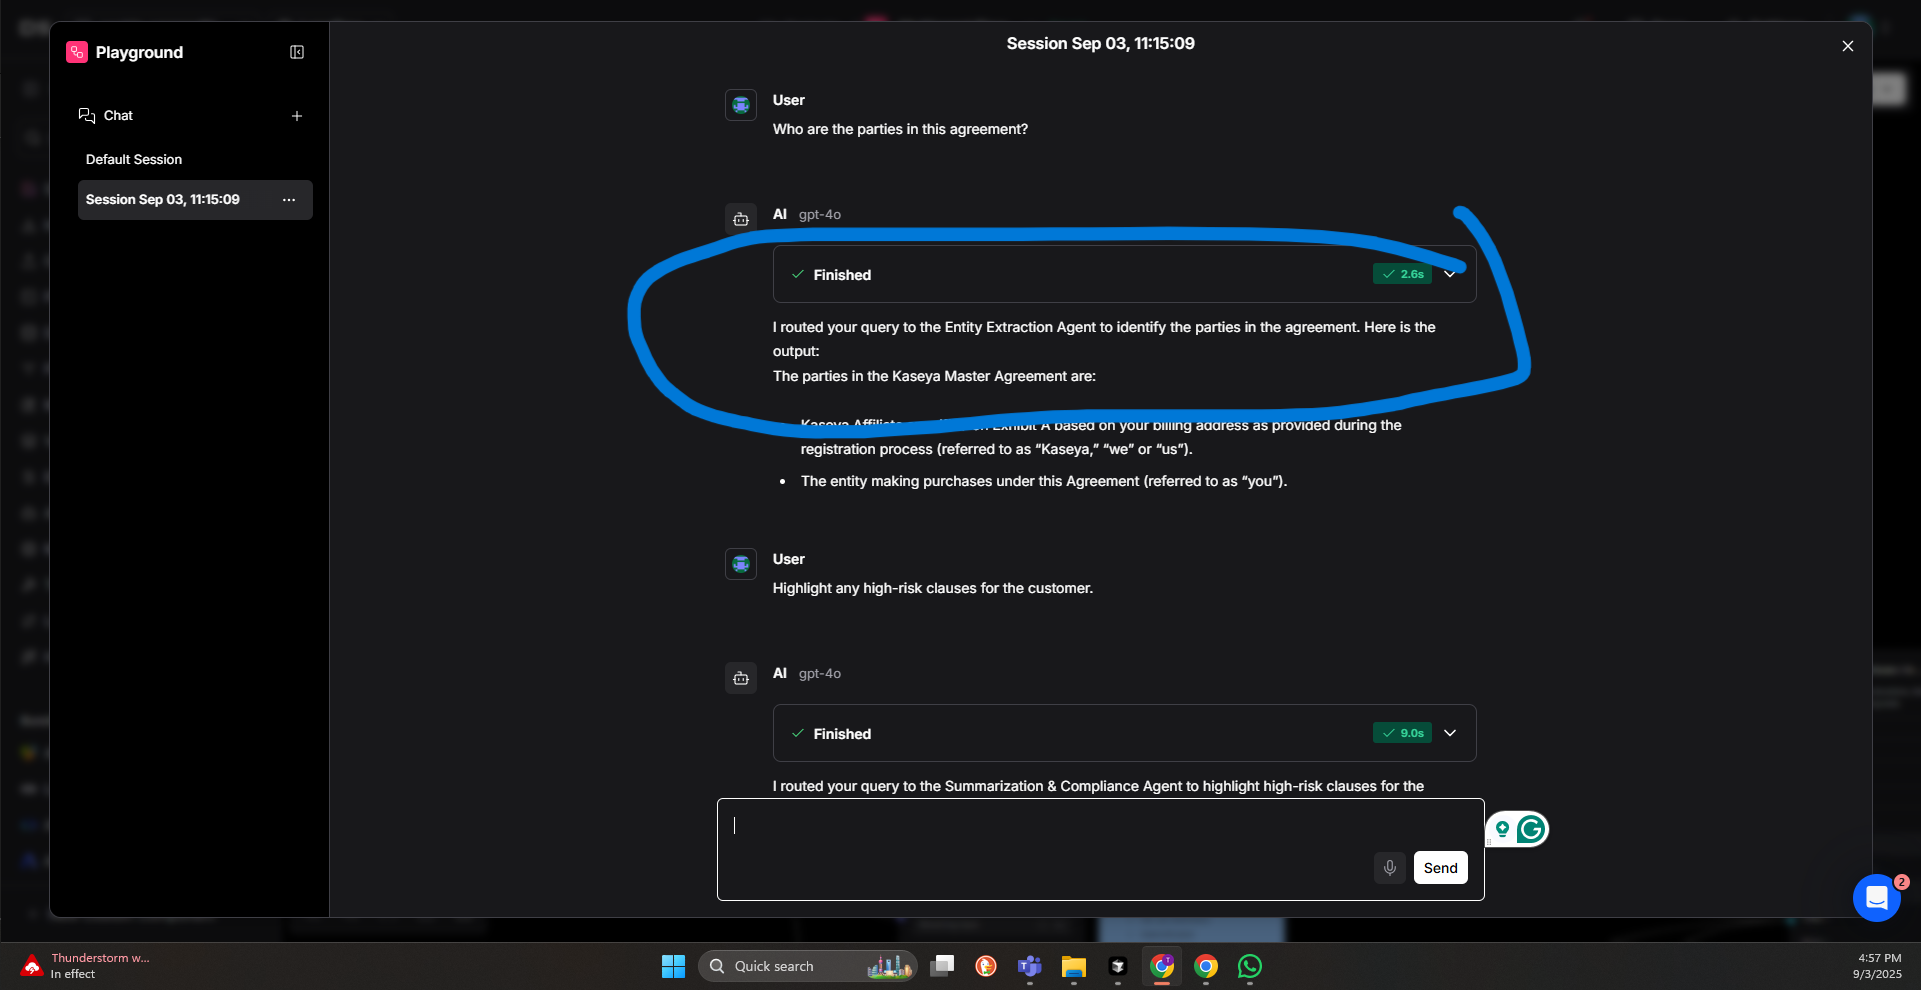 Session Sep 03, 11:15:09
Playground
Chat
Default Session
Session Sep 03, 11:15:09
User
Who are the parties in this agreement?
AI gpt-4o
Finished
2.6s
I routed your query to the Entity Extraction Agent to identify the parties in the agreement. Here is the
output:
The parties in the Kaseya Master Agreement are:
Kaseya Affiliate on Exhibit A based on your billing address as provided during the
registration process (referred to as “Kaseya,” “we” or “us”).
The entity making purchases under this Agreement (referred to as “you”).
User
Highlight any high-risk clauses for the customer.
AI gpt-4o
Finished
9.0s
I routed your query to the Summarization & Compliance Agent to highlight high-risk clauses for the
Send
2
Thunderstorm w...
In effect
Quick search
4:57 PM
9/3/2025